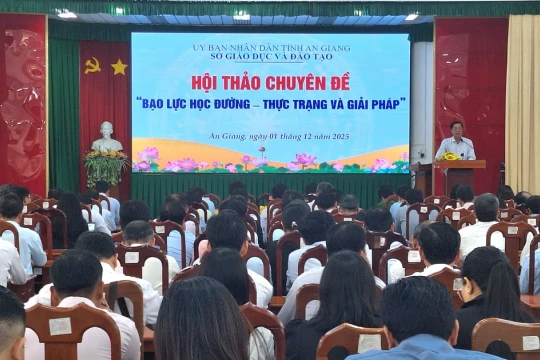 ỦY BAN NHÂN DÂN TỈNH AN GIANG
SỞ GIÁO DỤC VÀ ĐÀO TẠO
HỘI THẢO CHUYÊN ĐỀ
"BẠO LỰC HỌC ĐƯỜNG – THỰC TRẠNG VÀ GIẢI PHÁP"
An Giang, ngày 01 tháng 12 năm 2025